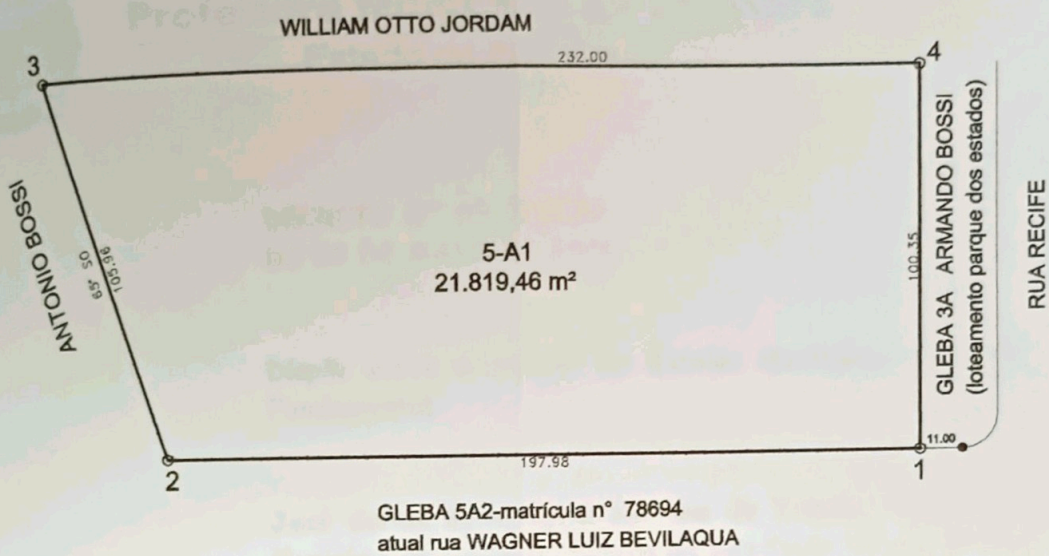 WILLIAM OTTO JORDAM
3
232.00
4
ANTONIO BOSSI
65° SO
105.96
5-A1
21.819,46 m²
100.35
GLEBA 3A ARMANDO BOSSI
(loteamento parque dos estados)
RUA RECIFE
11.00
2
197.98
1
GLEBA 5A2-matrícula n° 78694
atual rua WAGNER LUIZ BEVILAQUA